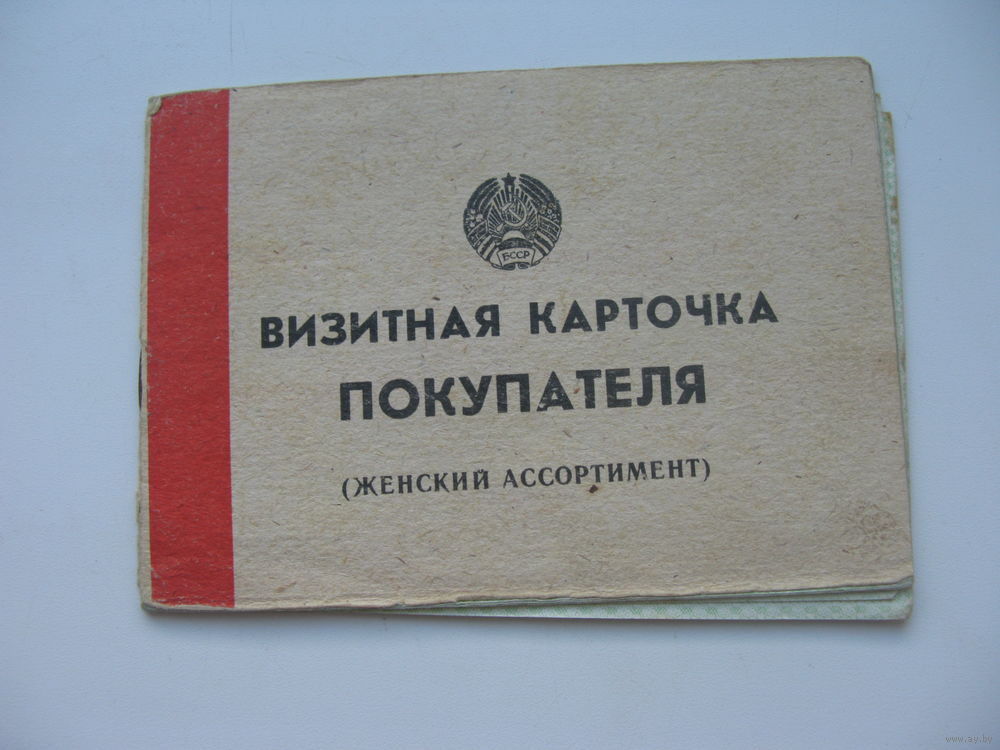 БССР
ВИЗИТНАЯ КАРТОЧКА
ПОКУПАТЕЛЯ
(ЖЕНСКИЙ АССОРТИМЕНТ)
www.ay.by